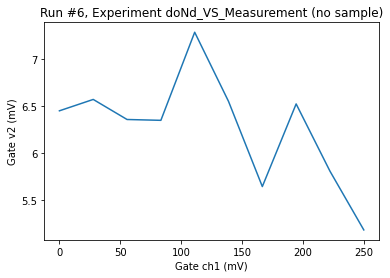 Run #6, Experiment doNd_VS_Measurement (no sample)
7
6.5
6
5.5
Gate v2 (mV)
0 50 100 150 200 250
Gate ch1 (mV)